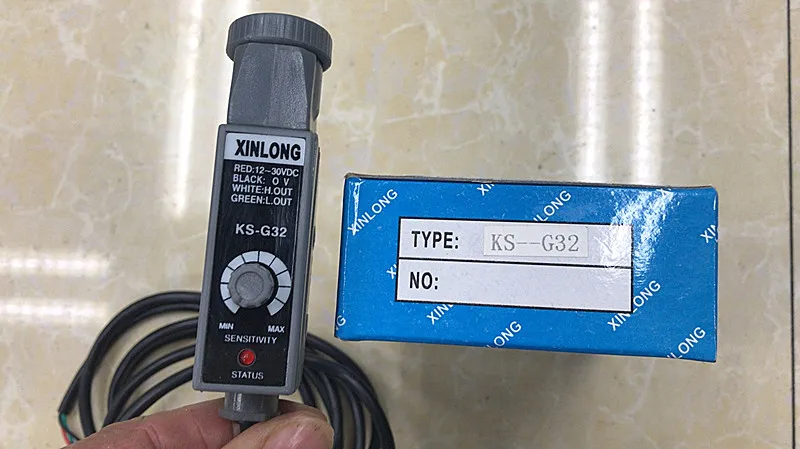 XINLONG
RED:12~30VDC
BLACK: 0 V
WHITE:H.OUT
GREEN:L.OUT
KS-G32
MIN MAX
SENSITIVITY
STATUS
XINLONG
XINLONG
TYPE: KS--G32
NO:
XINLONG